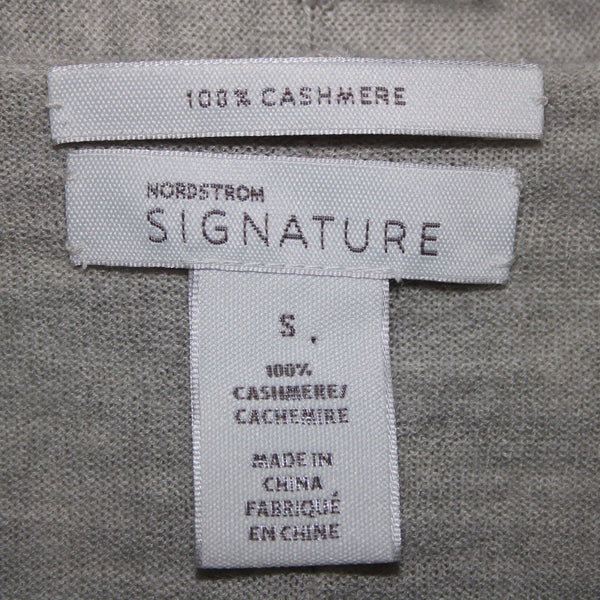 100% CASHMERE
NORDSTROM
SIGNATURE
S.
100%
CASHMERE/
CACHEMIRE
MADE IN
CHINA
FABRIQUÉ
EN CHINE